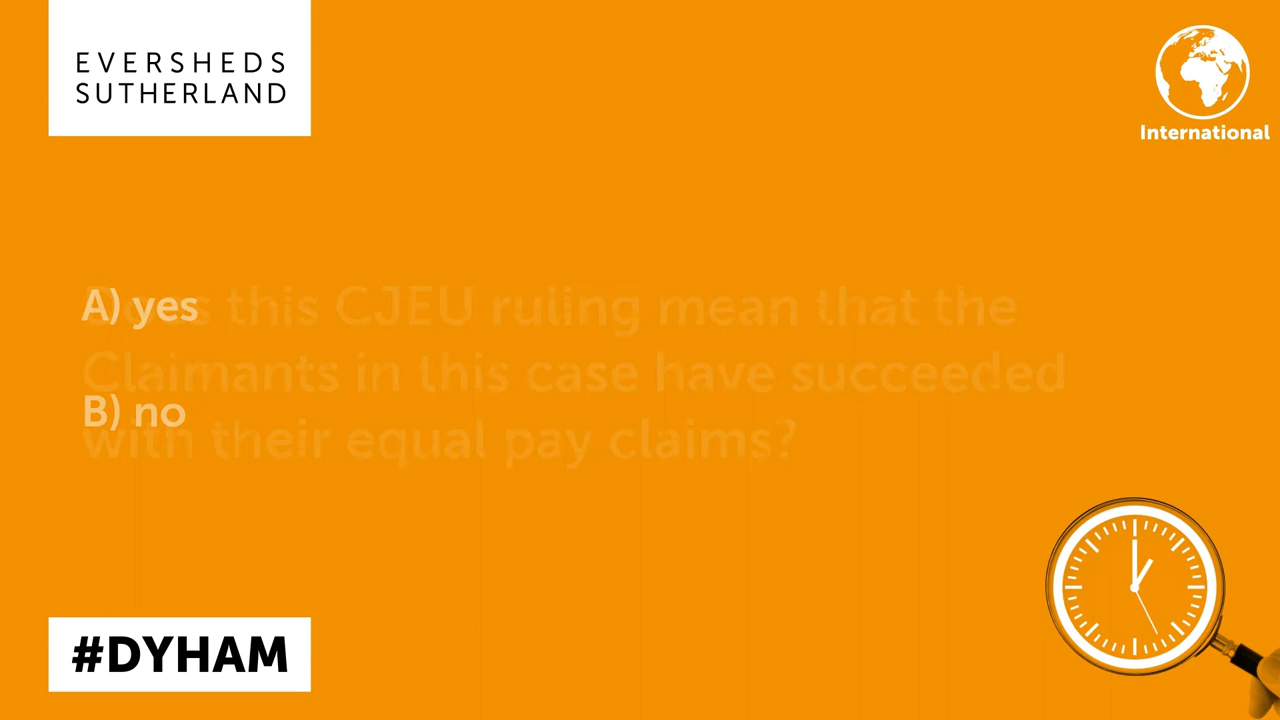 EVERSHEDS
SUTHERLAND
International
Does this CJEU ruling mean that the
Claimants in this case have succeeded
with their equal pay claims?
A) yes
B) no
#DYHAM